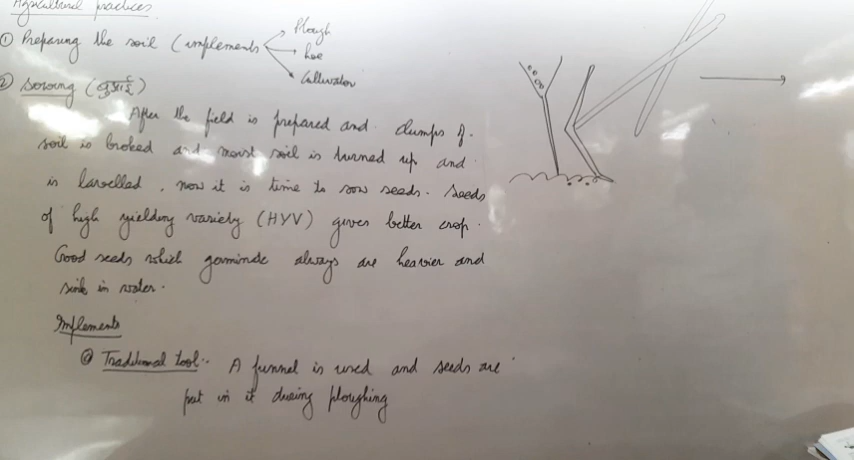 Agricultural practices
① Preparing the soil (implements → Plough
→ hoe
→ Cultivator
② Sowing (बुआई)
After the field is prepared and clumps of
soil is broked and moist soil is turned up and
is lavelled, now it is time to sow seeds. Seeds
of high yielding variety (HYV) gives better crop.
Good seeds which germinate always are heavier and
sink in water.
Implements
@ Traditional tool:- A funnel is used and seeds are
put in it during ploughing